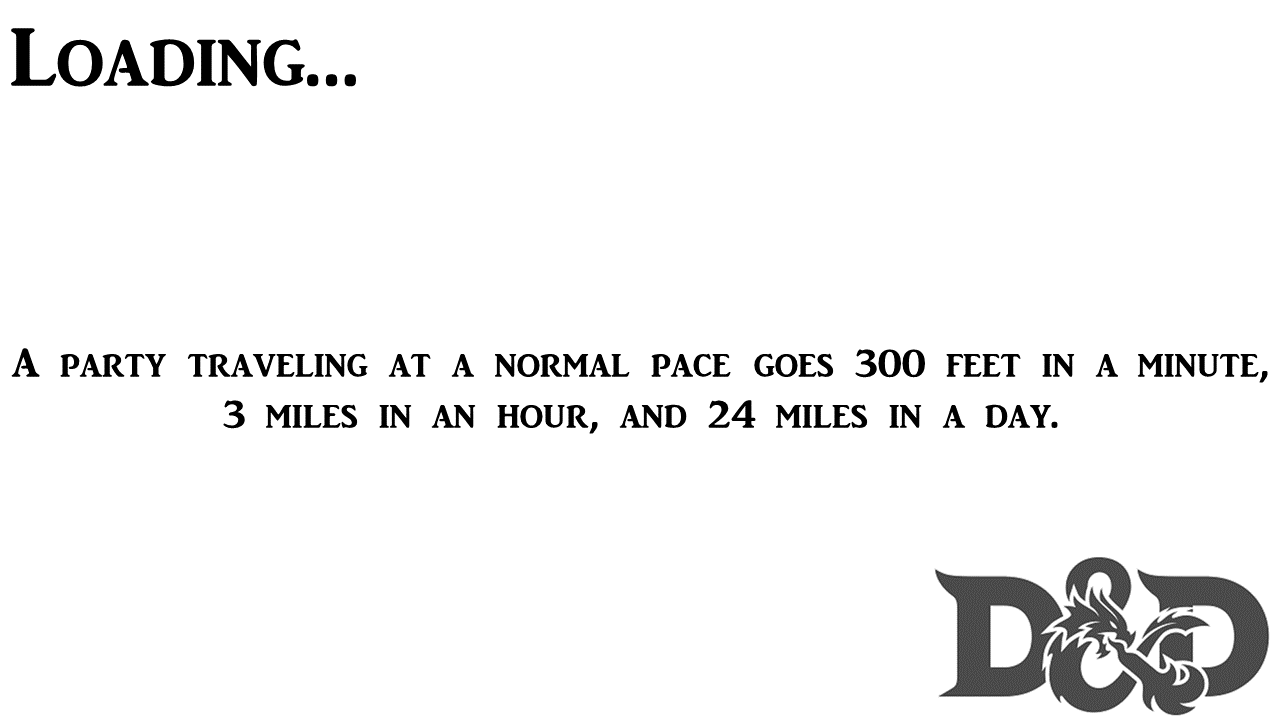 Loading...
A party traveling at a normal pace goes 300 feet in a minute,
3 miles in an hour, and 24 miles in a day.
D&D